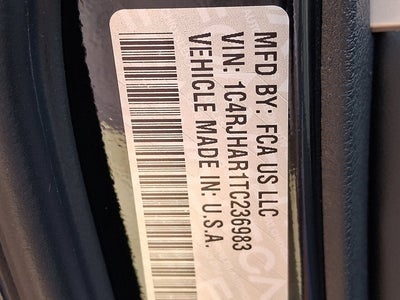 MFD BY: FCA US LLC
VIN: 1C4RJHAR1TC236983
VEHICLE MADE IN: U.S.A.